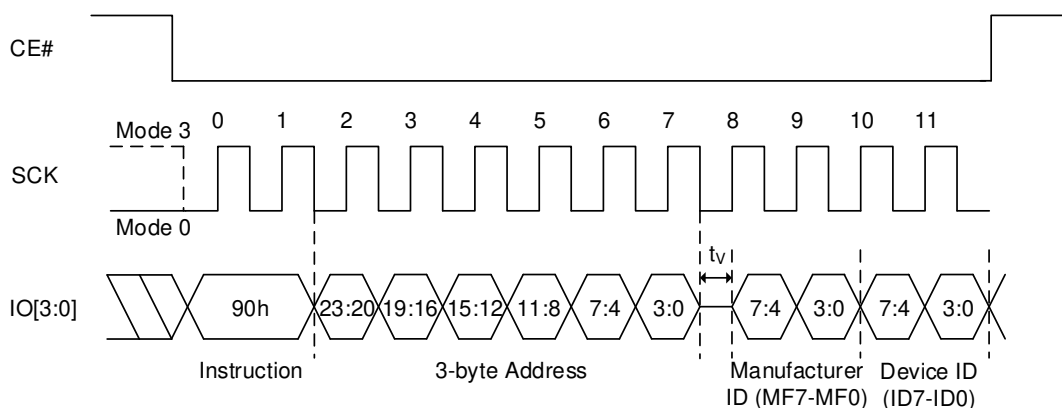 CE#
0 1 2 3 4 5 6 7 8 9 10 11
Mode 3
SCK
Mode 0
tV
IO[3:0] 90h 23:20 19:16 15:12 11:8 7:4 3:0 7:4 3:0 7:4 3:0
Instruction 3-byte Address Manufacturer Device ID
ID (MF7-MF0) (ID7-ID0)